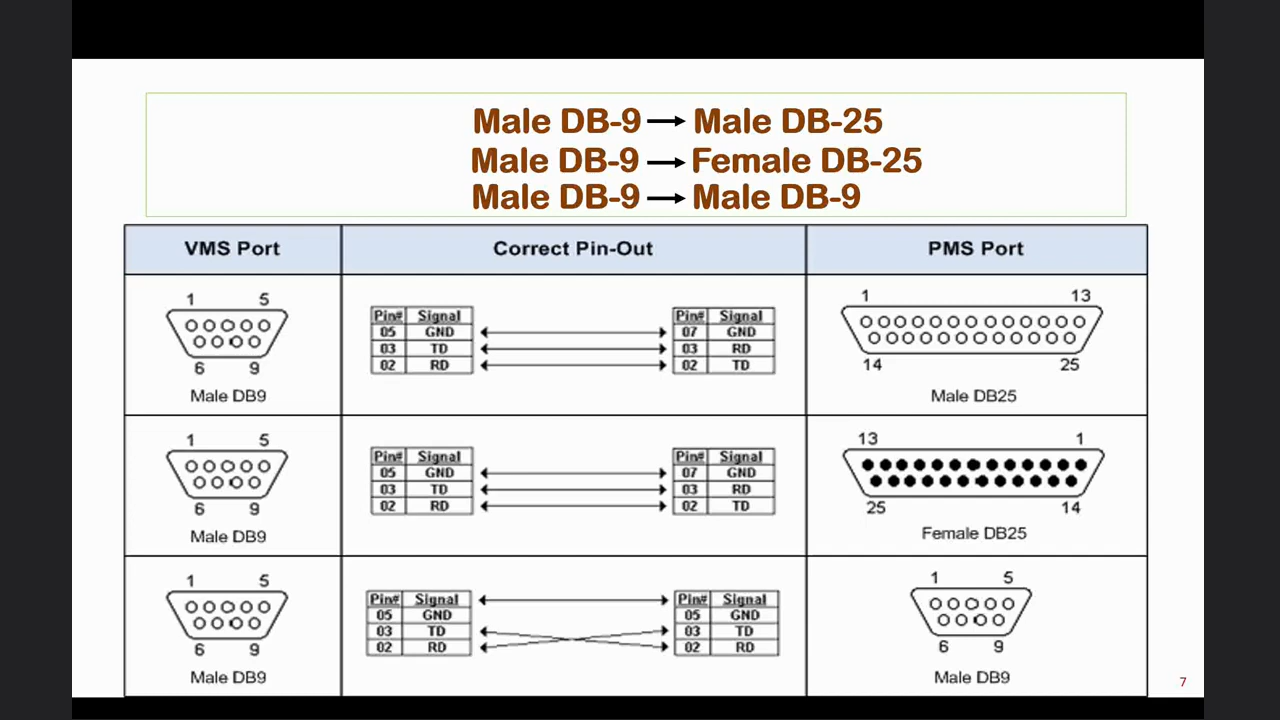 Male DB-9 → Male DB-25
Male DB-9 → Female DB-25
Male DB-9 → Male DB-9
VMS Port Correct Pin-Out PMS Port
1 5
6 9
Male DB9
Pin# Signal
05 GND
03 TD
02 RD
Pin# Signal
07 GND
03 RD
02 TD
1 13
14 25
Male DB25
1 5
6 9
Male DB9
Pin# Signal
05 GND
03 TD
02 RD
Pin# Signal
07 GND
03 RD
02 TD
13 1
25 14
Female DB25
1 5
6 9
Male DB9
Pin# Signal
05 GND
03 TD
02 RD
Pin# Signal
05 GND
03 TD
02 RD
1 5
6 9
Male DB9
7